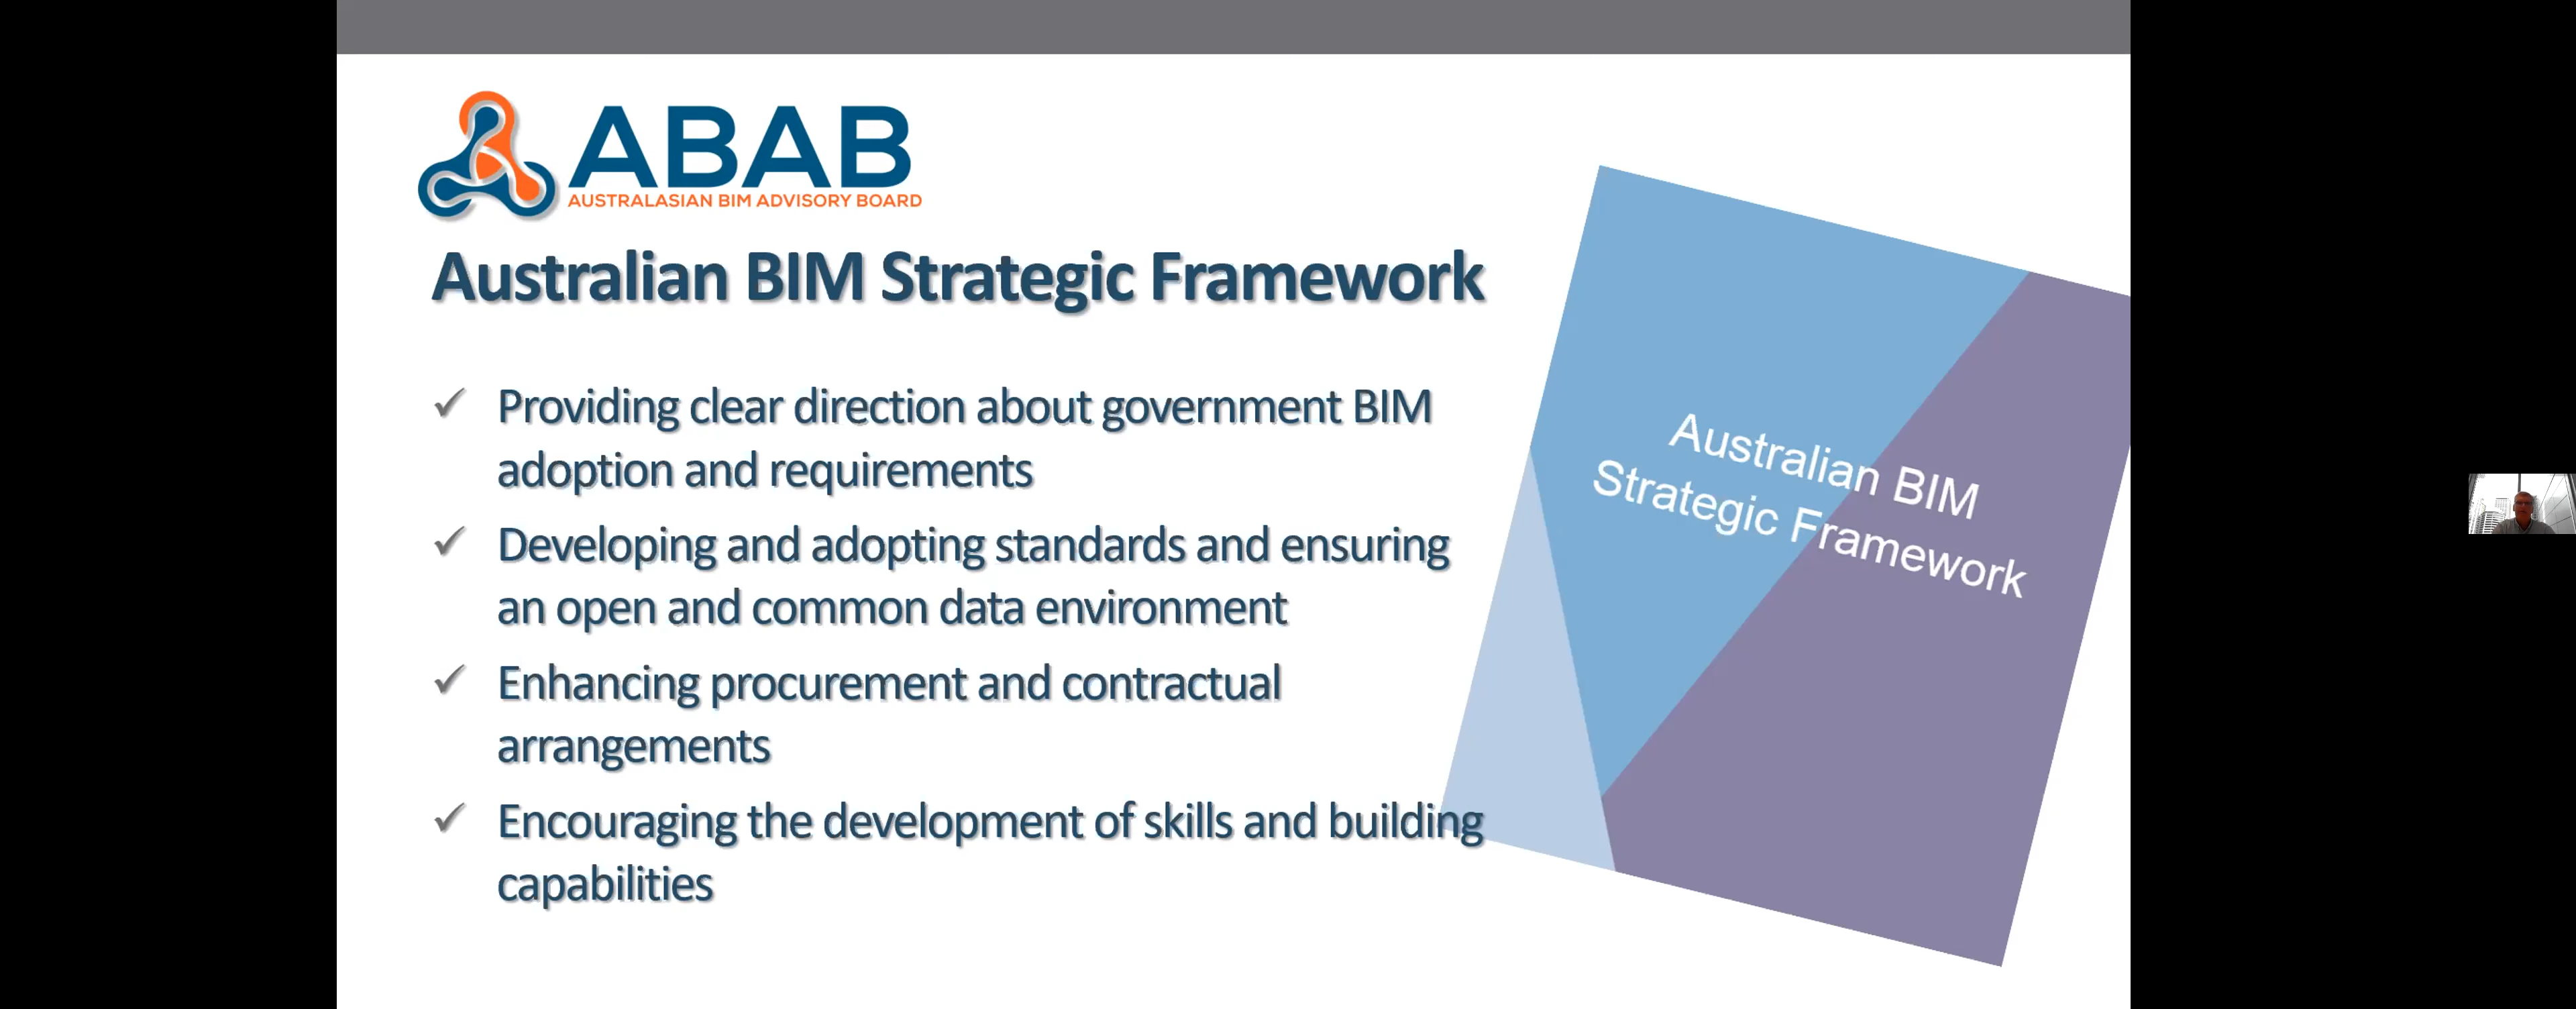 ABAB
AUSTRALASIAN BIM ADVISORY BOARD
Australian BIM Strategic Framework
Providing clear direction about government BIM
adoption and requirements
Developing and adopting standards and ensuring
an open and common data environment
Enhancing procurement and contractual
arrangements
Encouraging the development of skills and building
capabilities
Australian BIM
Strategic Framework